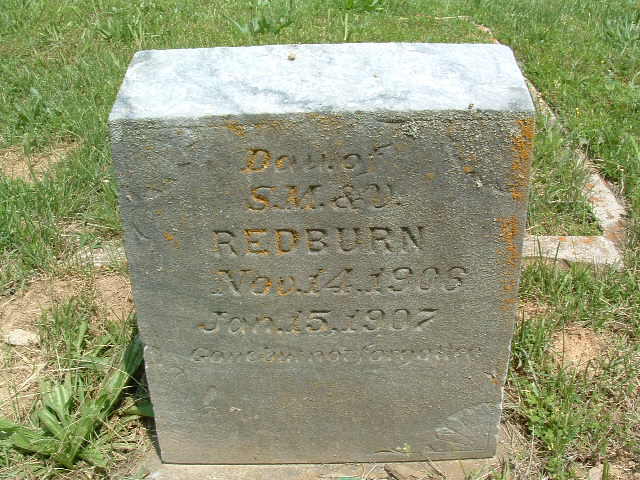 Dau.of
S.M.&V.
REDBURN
Nov.14.1906
Jan.15,1907
Gone but not forgotten